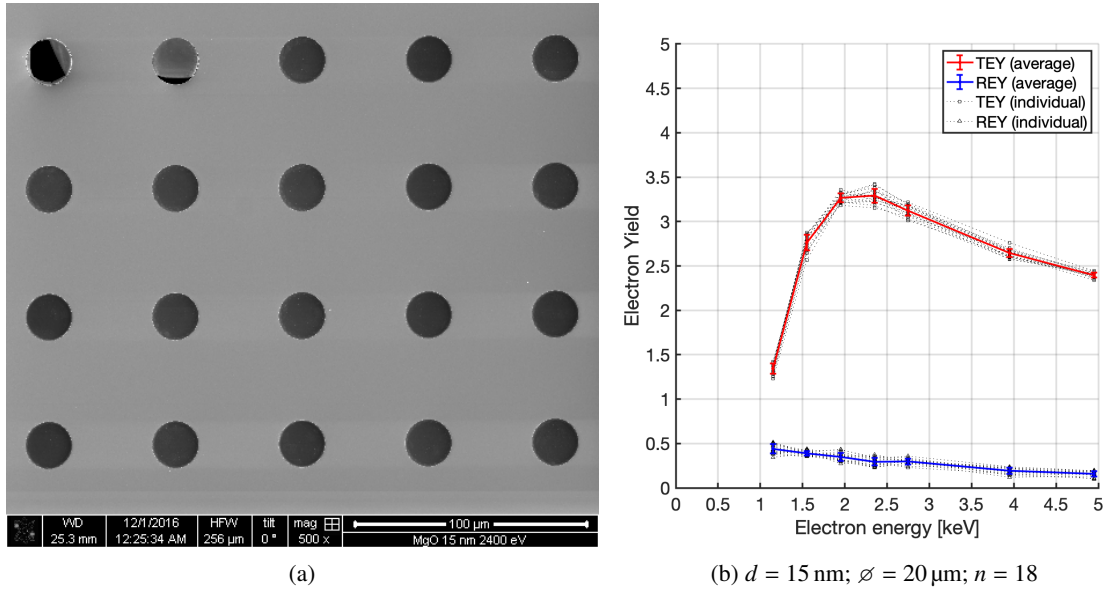 WD
25.3 mm
12/1/2016
12:25:34 AM
HFW
256 µm
tilt
0 °
mag
500 x
100 µm
MgO 15 nm 2400 eV
(a)
5
4.5
4
3.5
3
2.5
2
1.5
1
0.5
0
Electron Yield
TEY (average)
REY (average)
TEY (individual)
REY (individual)
0 0.5 1 1.5 2 2.5 3 3.5 4 4.5 5
Electron energy [keV]
(b) d = 15 nm; ⌀ = 20 µm; n = 18